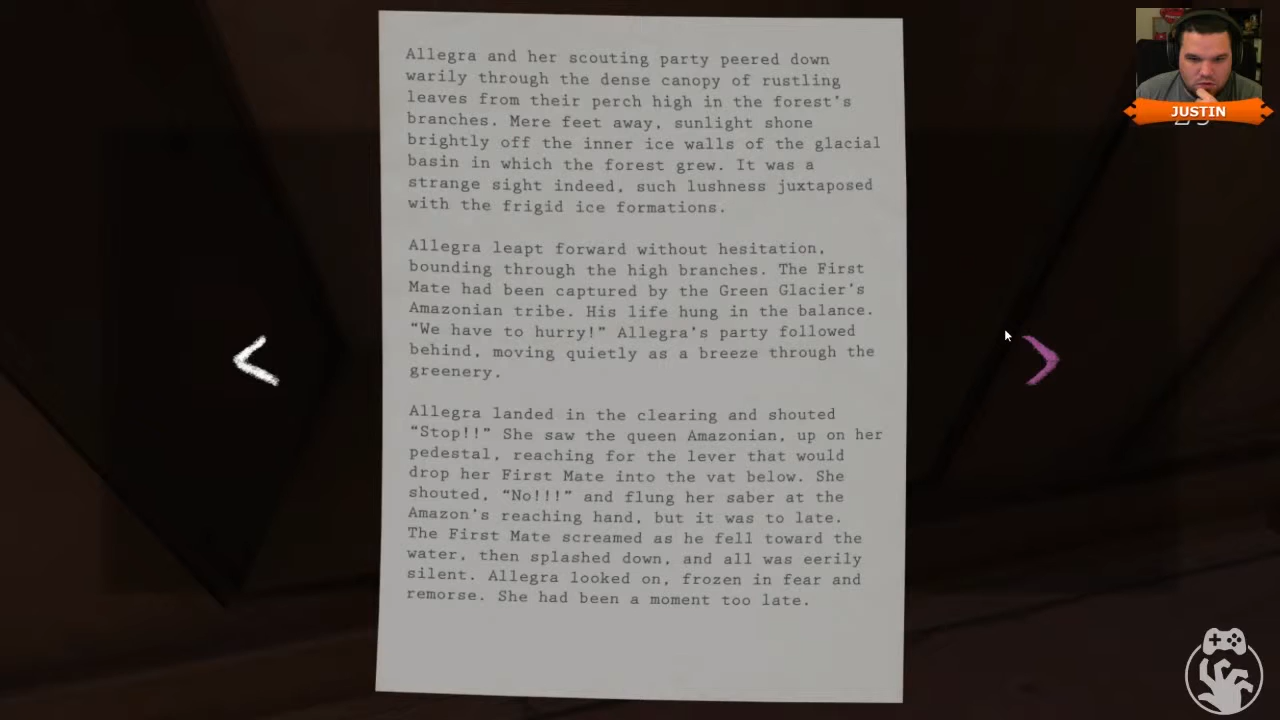 Allegra and her scouting party peered down
warily through the dense canopy of rustling
leaves from their perch high in the forest's
branches. Mere feet away, sunlight shone
brightly off the inner ice walls of the glacial
basin in which the forest grew. It was a
strange sight indeed, such lushness juxtaposed
with the frigid ice formations.
Allegra leapt forward without hesitation,
bounding through the high branches. The First
Mate had been captured by the Green Glacier's
Amazonian tribe. His life hung in the balance.
“We have to hurry!” Allegra's party followed
behind, moving quietly as a breeze through the
greenery.
Allegra landed in the clearing and shouted
“Stop!!” She saw the queen Amazonian, up on her
pedestal, reaching for the lever that would
drop her First Mate into the vat below. She
shouted, “No!!!” and flung her saber at the
Amazon's reaching hand, but it was to late.
The First Mate screamed as he fell toward the
water, then splashed down, and all was eerily
silent. Allegra looked on, frozen in fear and
remorse. She had been a moment too late.
JUSTIN